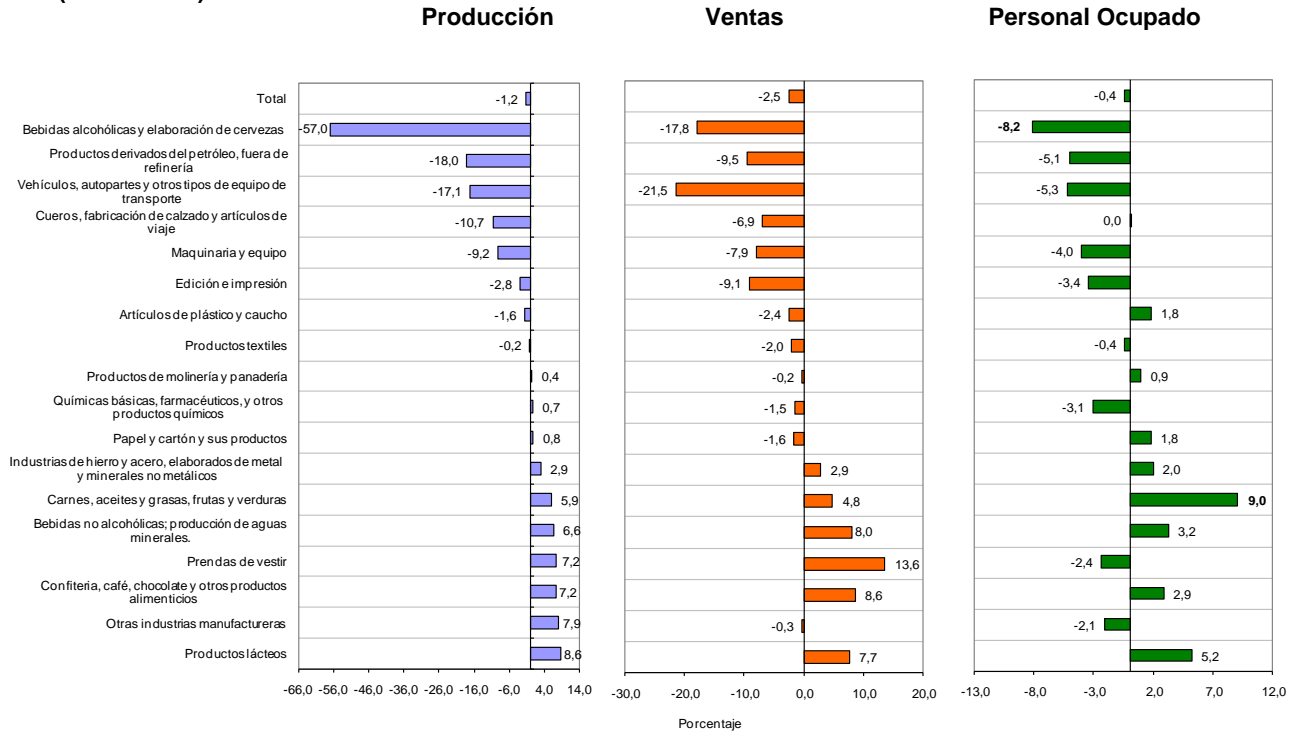 Producción Ventas Personal Ocupado
Total -1,2 -2,5 -0,4
Bebidas alcohólicas y elaboración de cervezas -57,0 -17,8 -8,2
Productos derivados del petróleo, fuera de
refinería -18,0 -9,5 -5,1
Vehículos, autopartes y otros tipos de equipo de
transporte -17,1 -21,5 -5,3
Cueros, fabricación de calzado y artículos de
viaje -10,7 -6,9 0,0
Maquinaria y equipo -9,2 -7,9 -4,0
Edición e impresión -2,8 -9,1 -3,4
Artículos de plástico y caucho -1,6 -2,4 1,8
Productos textiles -0,2 -2,0 -0,4
Productos de molinería y panadería 0,4 -0,2 0,9
Químicas básicas, farmacéuticos, y otros
productos químicos 0,7 -1,5 -3,1
Papel y cartón y sus productos 0,8 -1,6 1,8
Industrias de hierro y acero, elaborados de metal
y minerales no metálicos 2,9 2,9 2,0
Carnes, aceites y grasas, frutas y verduras 5,9 4,8 9,0
Bebidas no alcohólicas; producción de aguas
minerales. 6,6 8,0 3,2
Prendas de vestir 7,2 13,6 -2,4
Confiteria, café, chocolate y otros productos
alimenticios 7,2 8,6 2,9
Otras industrias manufactureras 7,9 -0,3 -2,1
Productos lácteos 8,6 7,7 5,2
-66,0 -56,0 -46,0 -36,0 -26,0 -16,0 -6,0 4,0 14,0 -30,0 -20,0 -10,0 0,0 10,0 20,0 -13,0 -8,0 -3,0 2,0 7,0 12,0
Porcentaje